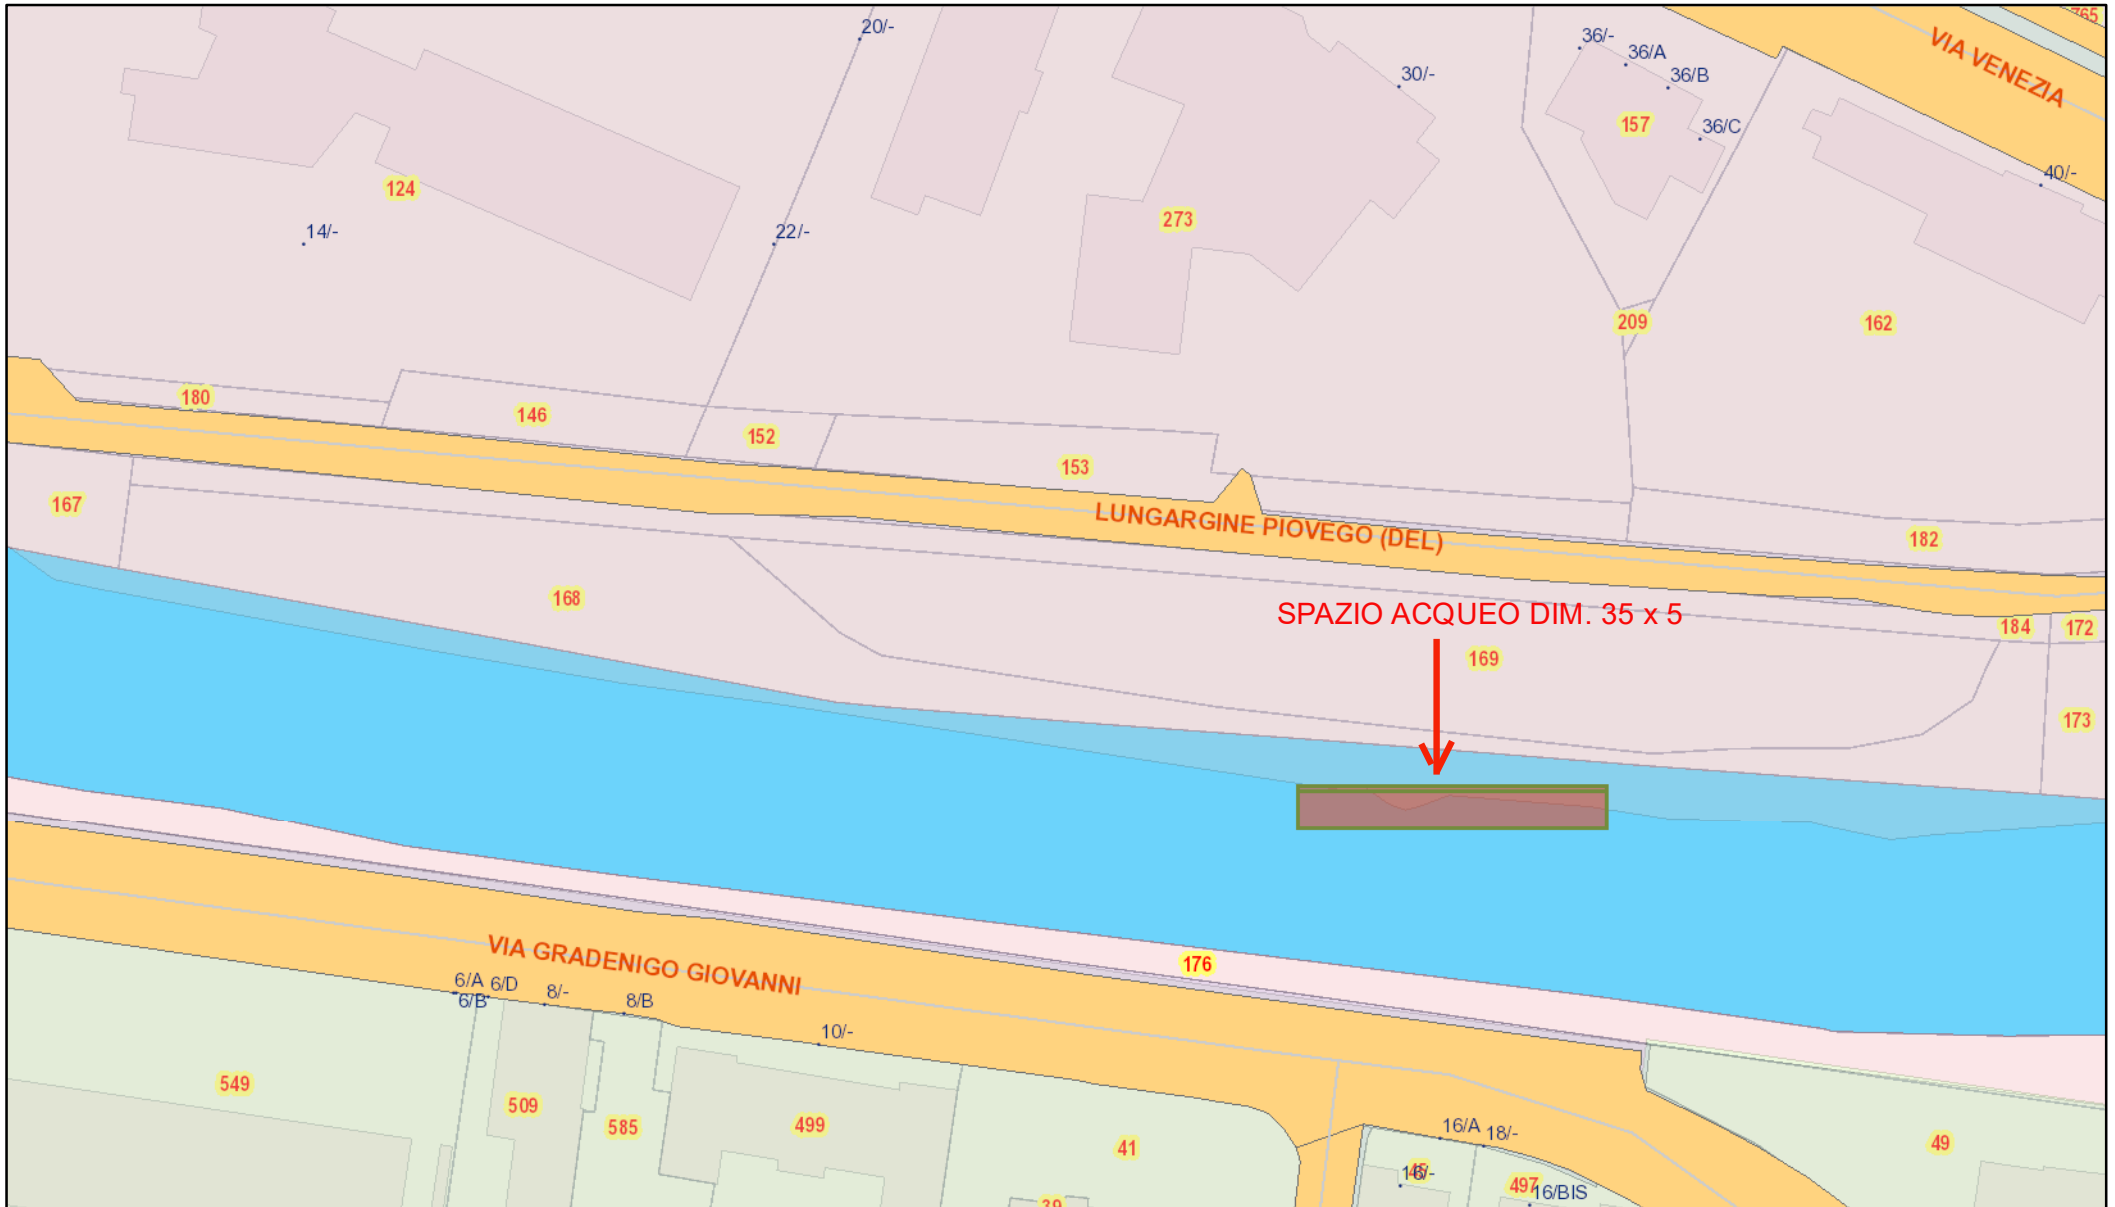 765
20/-
36/-
36/A
VIA VENEZIA
30/-
36/B
157
36/C
40/-
124
273
14/-
22/-
209
162
180
146
152
153
167
LUNGARGINE PIOVEGO (DEL)
182
168
SPAZIO ACQUEO DIM. 35 x 5
184
172
169
173
VIA GRADENIGO GIOVANNI
176
6/A
6/D
6/B
8/-
8/B
10/-
549
509
585
499
41
16/A
18/-
49
45
16/-
497
16/BIS
39